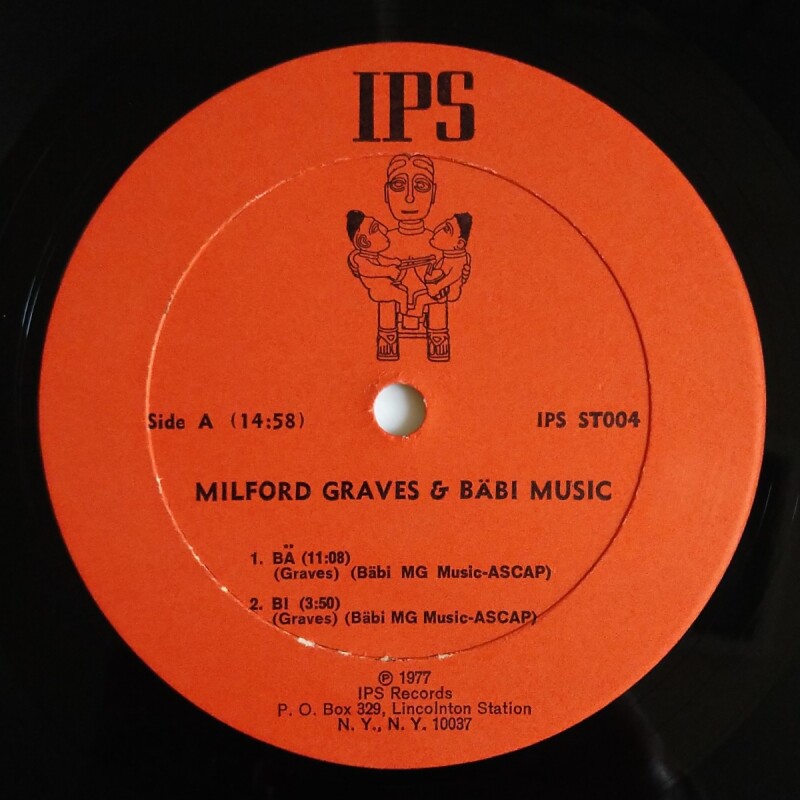 IPS
Side A (14:58)
IPS ST004
MILFORD GRAVES & BÄBI MUSIC
1. BÄ (11:08)
(Graves) (Bäbi MG Music-ASCAP)
2. BI (3:50)
(Graves) (Bäbi MG Music-ASCAP)
℗ 1977
IPS Records
P. O. Box 329, Lincolnton Station
N. Y., N. Y. 10037